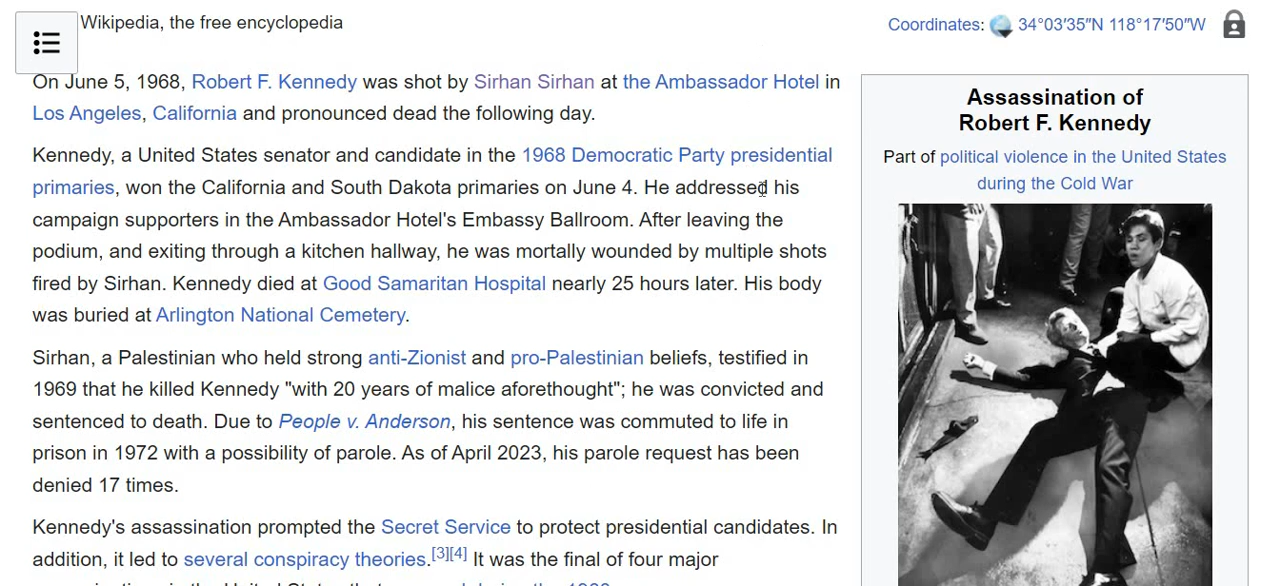 Wikipedia, the free encyclopedia
Coordinates: 34°03′35″N 118°17′50″W
On June 5, 1968, Robert F. Kennedy was shot by Sirhan Sirhan at the Ambassador Hotel in
Los Angeles, California and pronounced dead the following day.
Kennedy, a United States senator and candidate in the 1968 Democratic Party presidential
primaries, won the California and South Dakota primaries on June 4. He addressed his
campaign supporters in the Ambassador Hotel's Embassy Ballroom. After leaving the
podium, and exiting through a kitchen hallway, he was mortally wounded by multiple shots
fired by Sirhan. Kennedy died at Good Samaritan Hospital nearly 25 hours later. His body
was buried at Arlington National Cemetery.
Sirhan, a Palestinian who held strong anti-Zionist and pro-Palestinian beliefs, testified in
1969 that he killed Kennedy "with 20 years of malice aforethought"; he was convicted and
sentenced to death. Due to People v. Anderson, his sentence was commuted to life in
prison in 1972 with a possibility of parole. As of April 2023, his parole request has been
denied 17 times.
Kennedy's assassination prompted the Secret Service to protect presidential candidates. In
addition, it led to several conspiracy theories.[3][4] It was the final of four major
Assassination of
Robert F. Kennedy
Part of political violence in the United States
during the Cold War